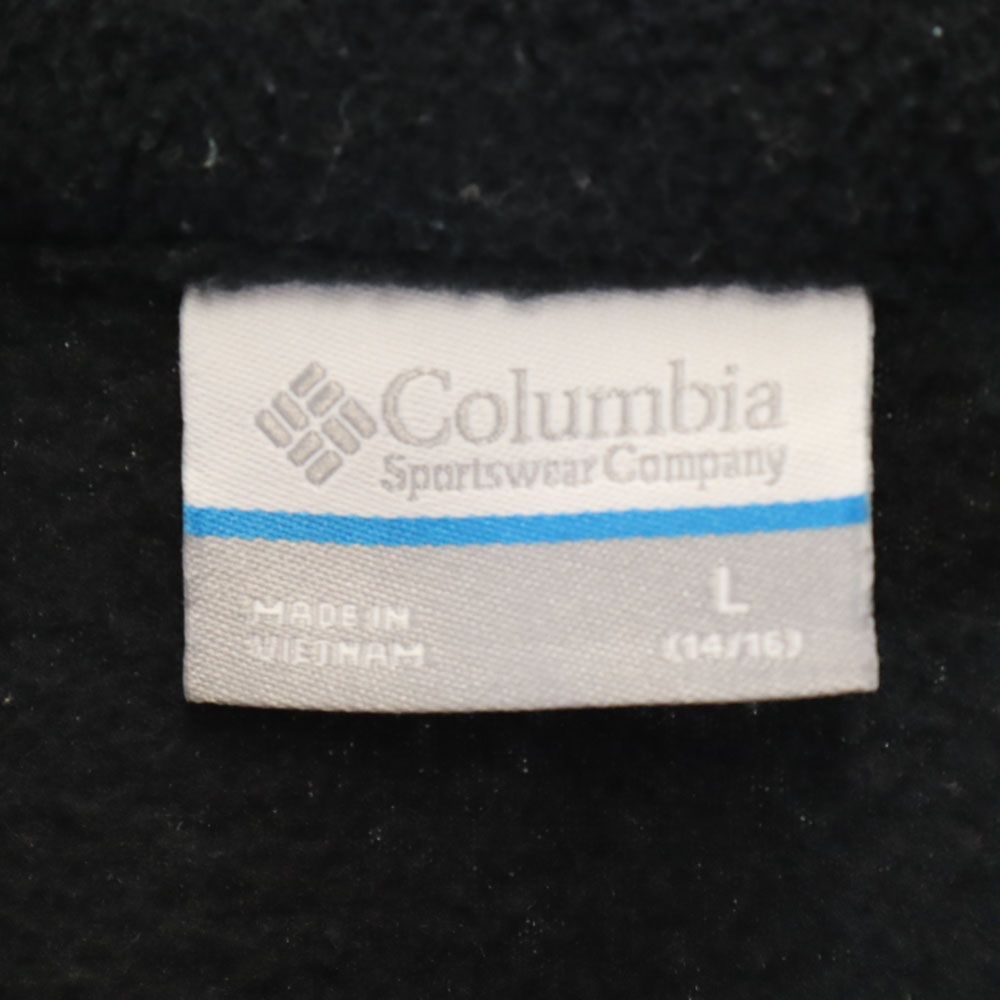 Columbia
Sportswear Company
MADE IN
VIETNAM
L
(14/16)